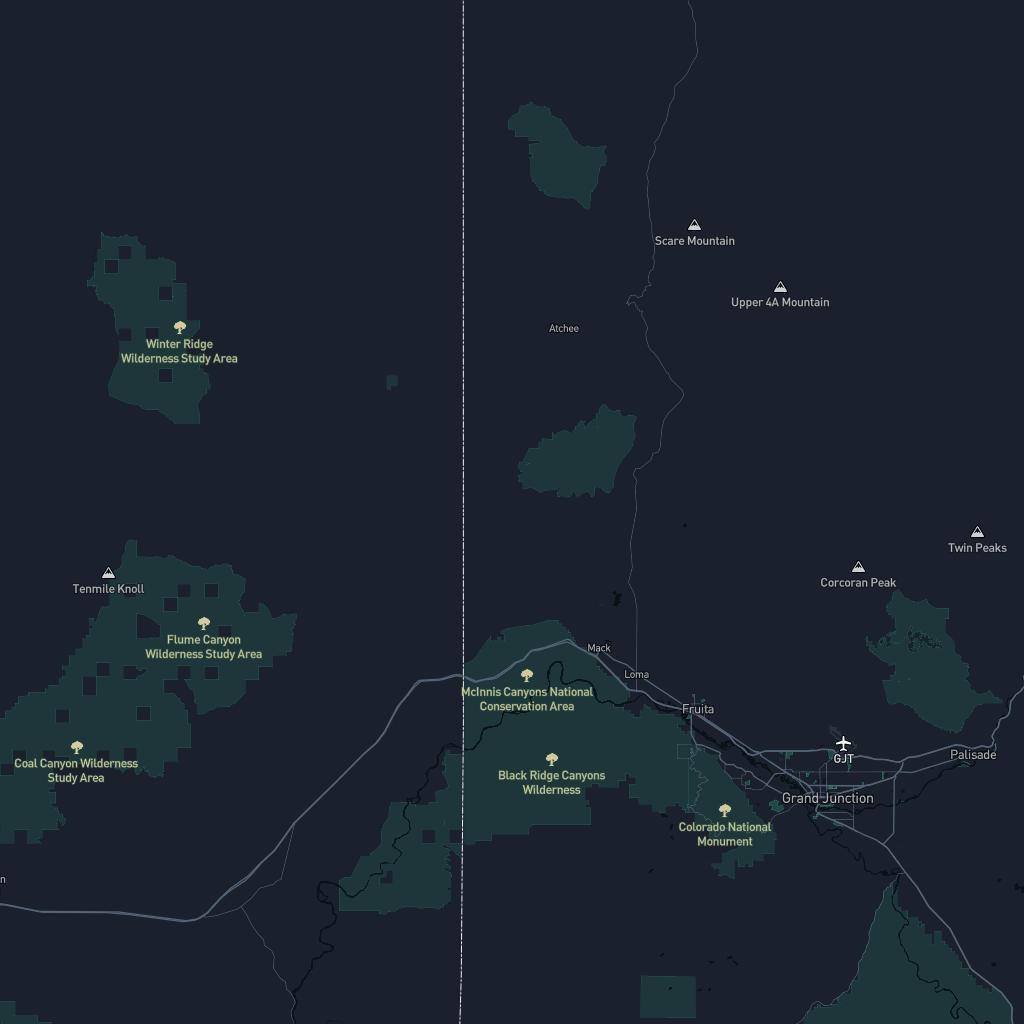 Scare Mountain
Upper 4A Mountain
Atchee
Winter Ridge
Wilderness Study Area
Twin Peaks
Tenmile Knoll
Corcoran Peak
Flume Canyon
Wilderness Study Area
Mack
Loma
McInnis Canyons National
Conservation Area
Fruita
Coal Canyon Wilderness
Study Area
GJT
Palisade
Black Ridge Canyons
Wilderness
Grand Junction
Colorado National
Monument
n